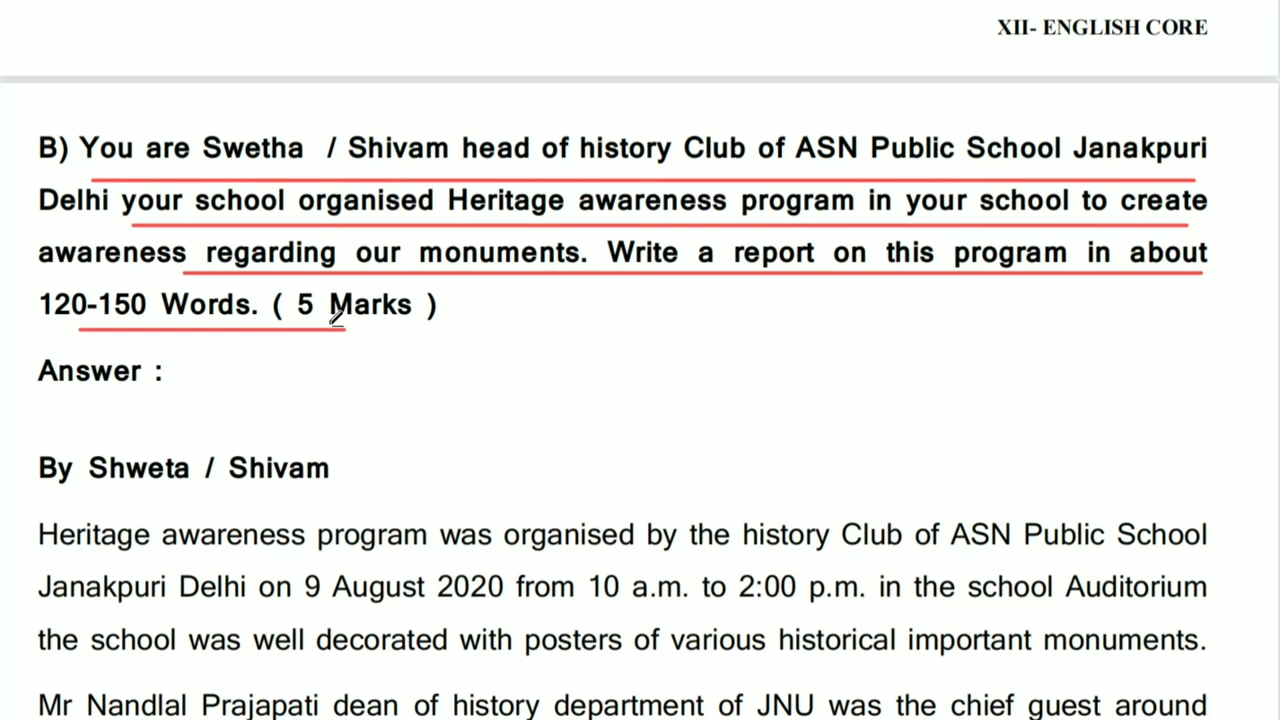 XII- ENGLISH CORE
B) You are Swetha / Shivam head of history Club of ASN Public School Janakpuri
Delhi your school organised Heritage awareness program in your school to create
awareness regarding our monuments. Write a report on this program in about
120-150 Words. ( 5 Marks )
Answer :
By Shweta / Shivam
Heritage awareness program was organised by the history Club of ASN Public School
Janakpuri Delhi on 9 August 2020 from 10 a.m. to 2:00 p.m. in the school Auditorium
the school was well decorated with posters of various historical important monuments.
Mr Nandlal Prajapati dean of history department of JNU was the chief guest around